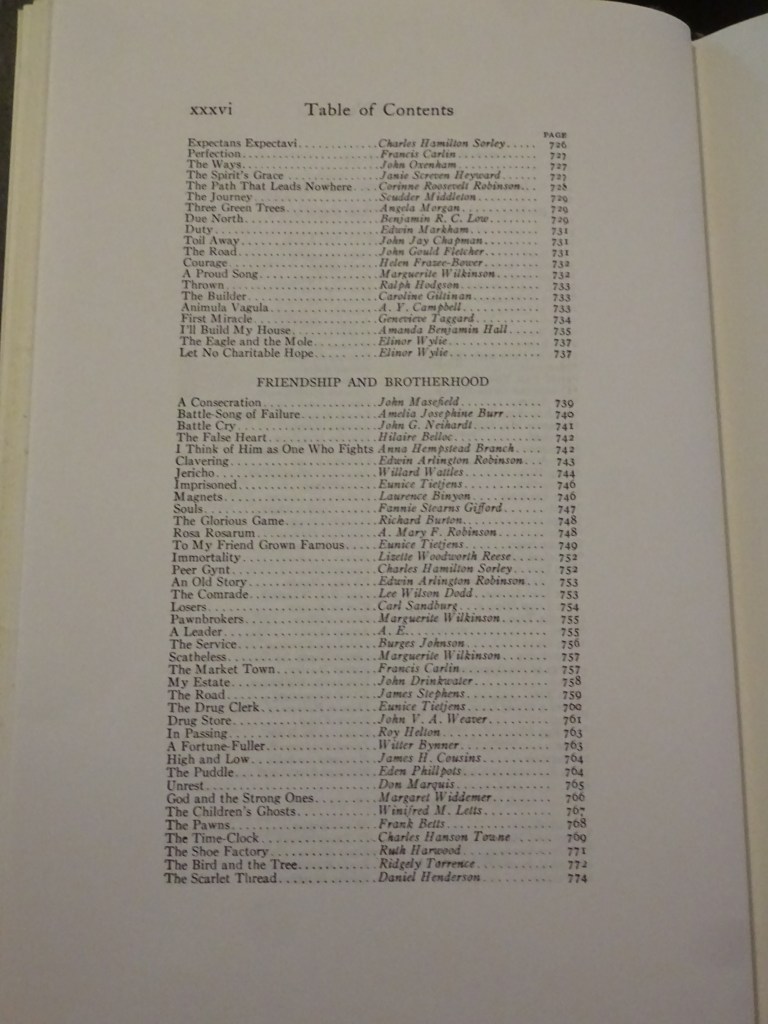 xxxvi Table of Contents
PAGE
Expectans Expectavi............Charles Hamilton Sorley..... 726
Perfection.....................Francis Carlin.............. 727
The Ways.......................John Oxenham................ 727
The Spirit's Grace.............Janie Screven Heyward....... 727
The Path That Leads Nowhere....Corinne Roosevelt Robinson... 728
The Journey....................Scudder Middleton........... 729
Three Green Trees..............Angela Morgan............... 729
Due North......................Benjamin R. C. Low.......... 729
Duty...........................Edwin Markham............... 731
Toil Away......................John Jay Chapman............ 731
The Road.......................John Gould Fletcher......... 731
Courage........................Helen Frazee-Bower.......... 732
A Proud Song...................Marguerite Wilkinson........ 732
Thrown.........................Ralph Hodgson............... 733
The Builder....................Caroline Giltinan........... 733
Animula Vagula.................A. Y. Campbell.............. 733
First Miracle..................Genevieve Taggard........... 734
I'll Build My House............Amanda Benjamin Hall........ 735
The Eagle and the Mole.........Elinor Wylie................ 737
Let No Charitable Hope.........Elinor Wylie................ 737
FRIENDSHIP AND BROTHERHOOD
A Consecration.................John Masefield.............. 739
Battle-Song of Failure.........Amelia Josephine Burr....... 740
Battle Cry.....................John G. Neihardt............ 741
The False Heart................Hilaire Belloc.............. 742
I Think of Him as One Who Fights Anna Hempstead Branch.... 742
Clavering......................Edwin Arlington Robinson.... 743
Jericho........................Willard Wattles............. 744
Imprisoned.....................Eunice Tietjens............. 746
Magnets........................Laurence Binyon............. 746
Souls..........................Fannie Stearns Gifford...... 747
The Glorious Game..............Richard Burton.............. 748
Rosa Rosarum...................A. Mary F. Robinson......... 748
To My Friend Grown Famous......Eunice Tietjens............. 749
Immortality....................Lizette Woodworth Reese..... 752
Peer Gynt......................Charles Hamilton Sorley..... 752
An Old Story...................Edwin Arlington Robinson.... 753
The Comrade....................Lee Wilson Dodd............. 753
Losers.........................Carl Sandburg............... 754
Pawnbrokers....................Marguerite Wilkinson........ 755
A Leader.......................A. E........................ 755
The Service....................Burges Johnson.............. 756
Scatheless.....................Marguerite Wilkinson........ 757
The Market Town................Francis Carlin.............. 757
My Estate......................John Drinkwater............. 758
The Road.......................James Stephens.............. 759
The Drug Clerk.................Eunice Tietjens............. 760
Drug Store.....................John V. A. Weaver........... 761
In Passing.....................Roy Helton.................. 763
A Fortune-Fuller...............Witter Bynner............... 763
High and Low...................James H. Cousins............ 764
The Puddle.....................Eden Phillpots.............. 764
Unrest.........................Don Marquis................. 765
God and the Strong Ones........Margaret Widdemer........... 766
The Children's Ghosts..........Winifred M. Letts........... 767
The Pawns......................Frank Betts................. 768
The Time-Clock.................Charles Hanson Towne........ 769
The Shoe Factory...............Ruth Harwood................ 771
The Bird and the Tree..........Ridgely Torrence............ 772
The Scarlet Thread.............Daniel Henderson............ 774